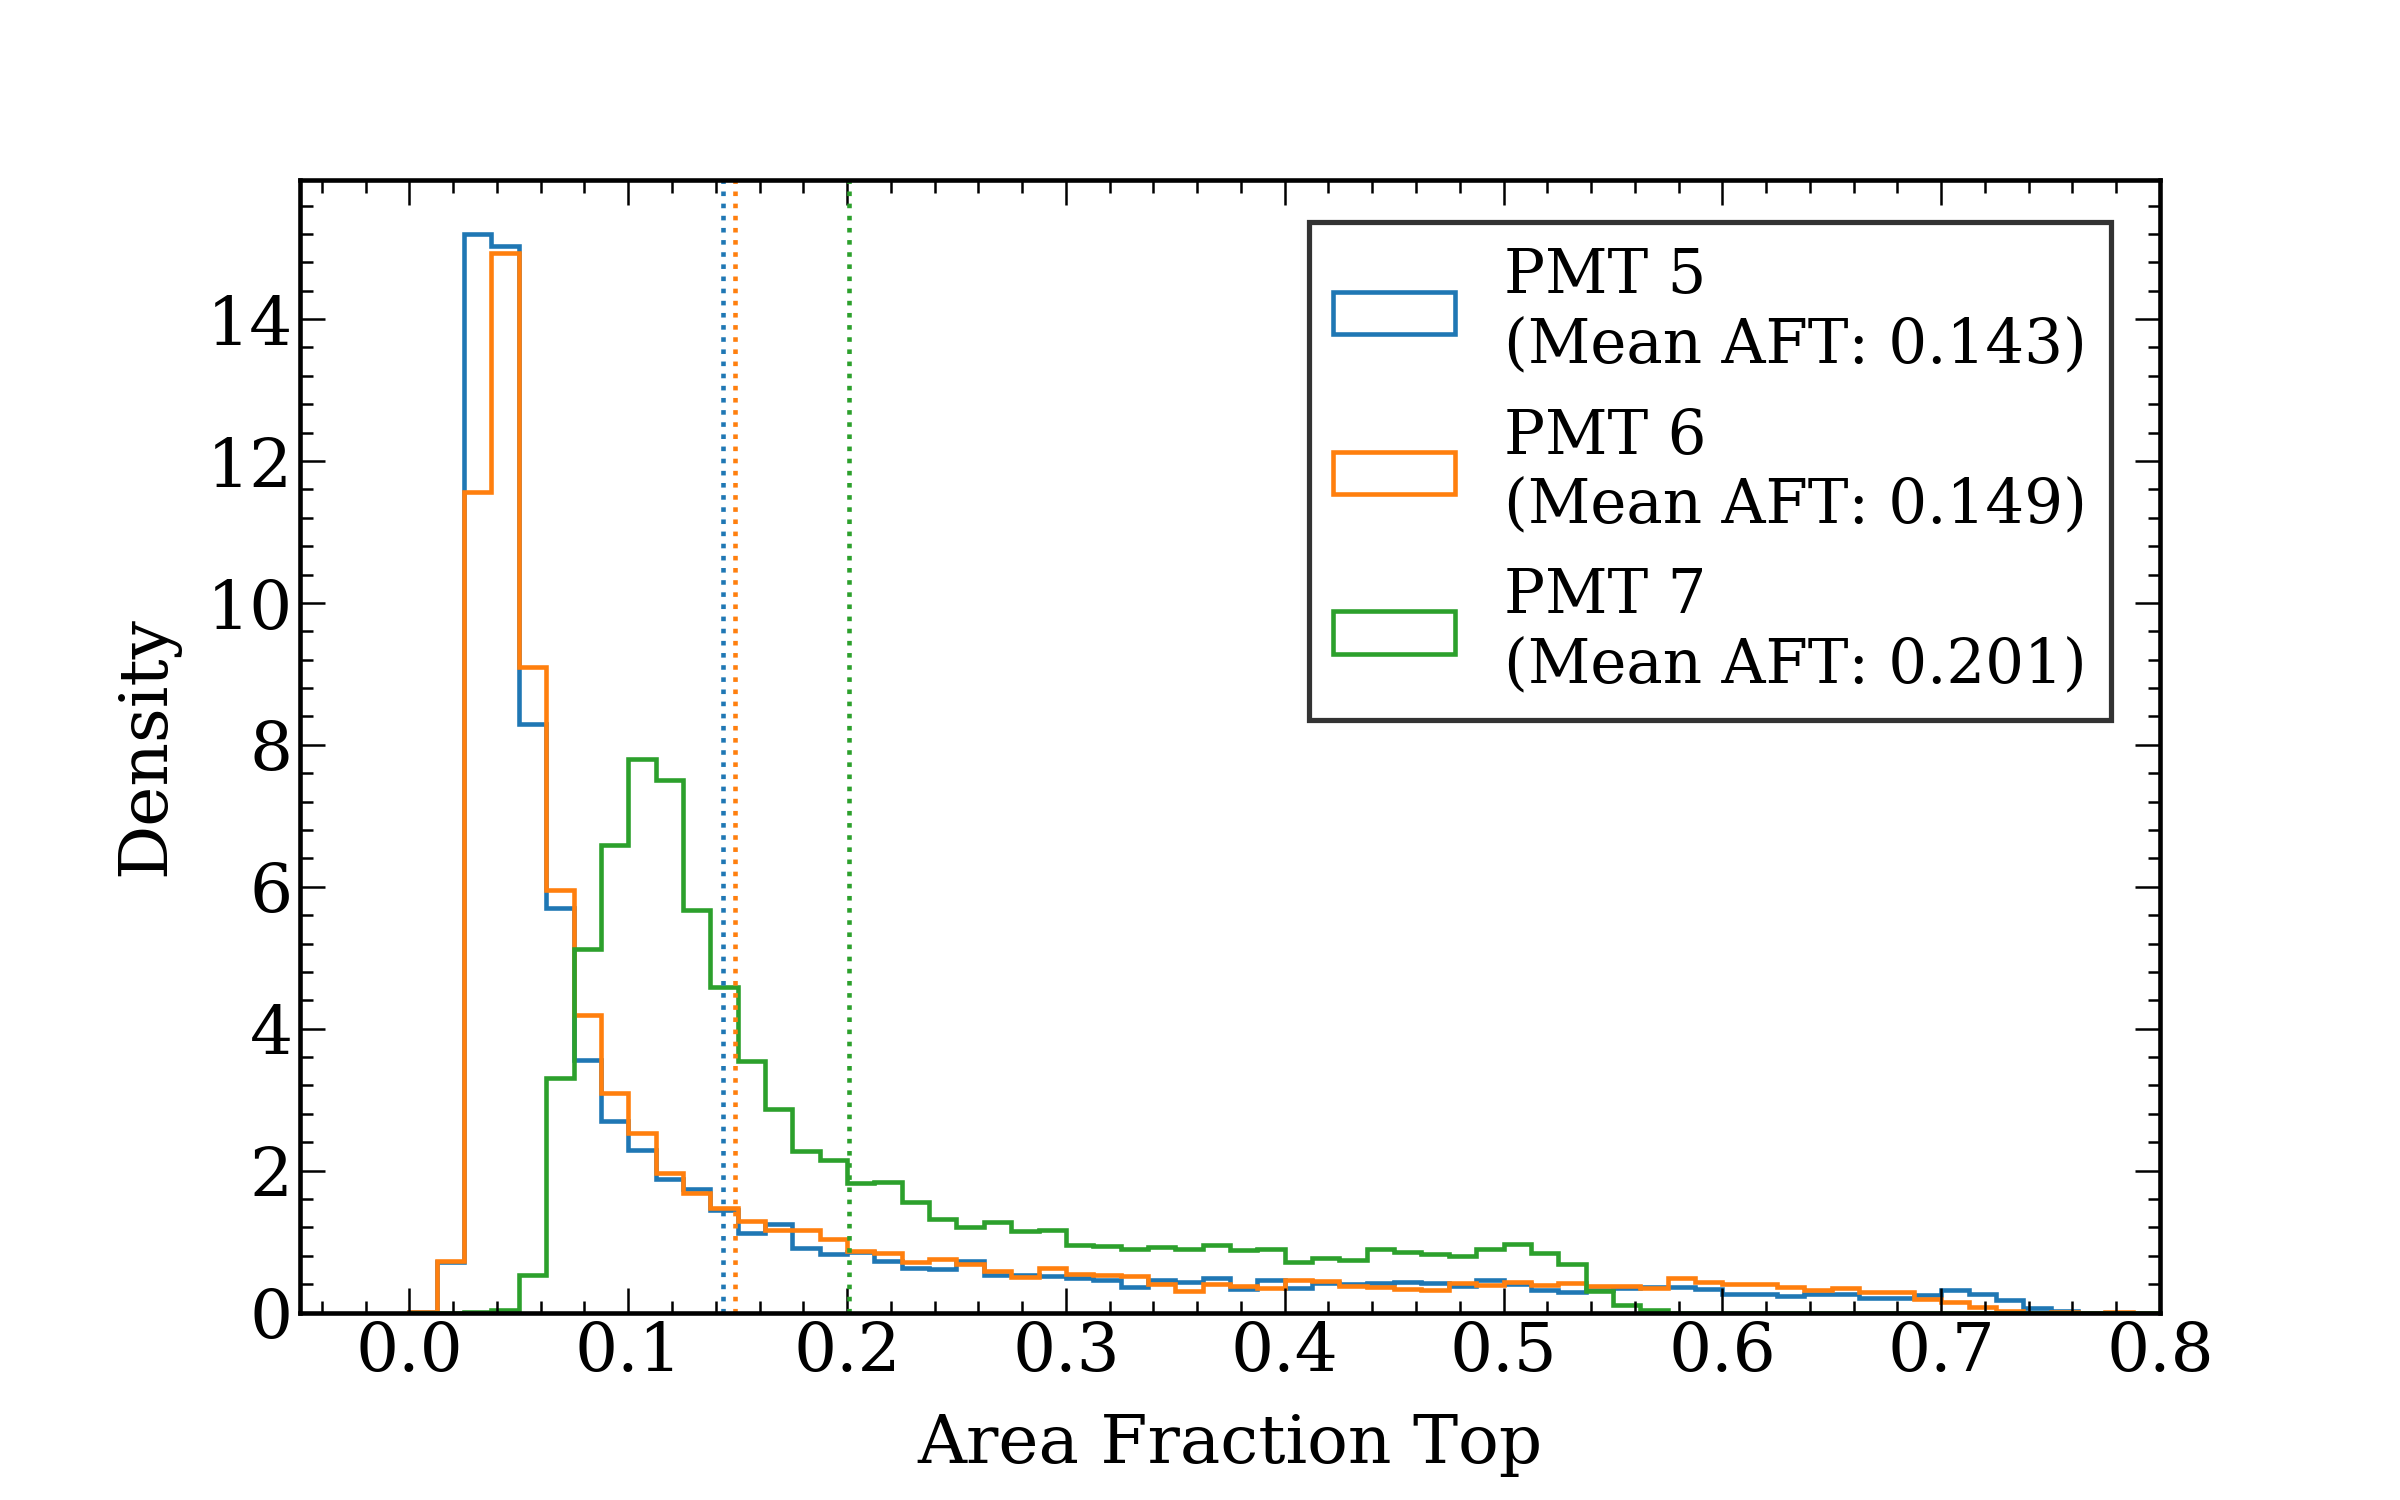 PMT 5
(Mean AFT: 0.143)
PMT 6
(Mean AFT: 0.149)
PMT 7
(Mean AFT: 0.201)
14
12
10
8
6
4
2
0
Density
0.0 0.1 0.2 0.3 0.4 0.5 0.6 0.7 0.8
Area Fraction Top